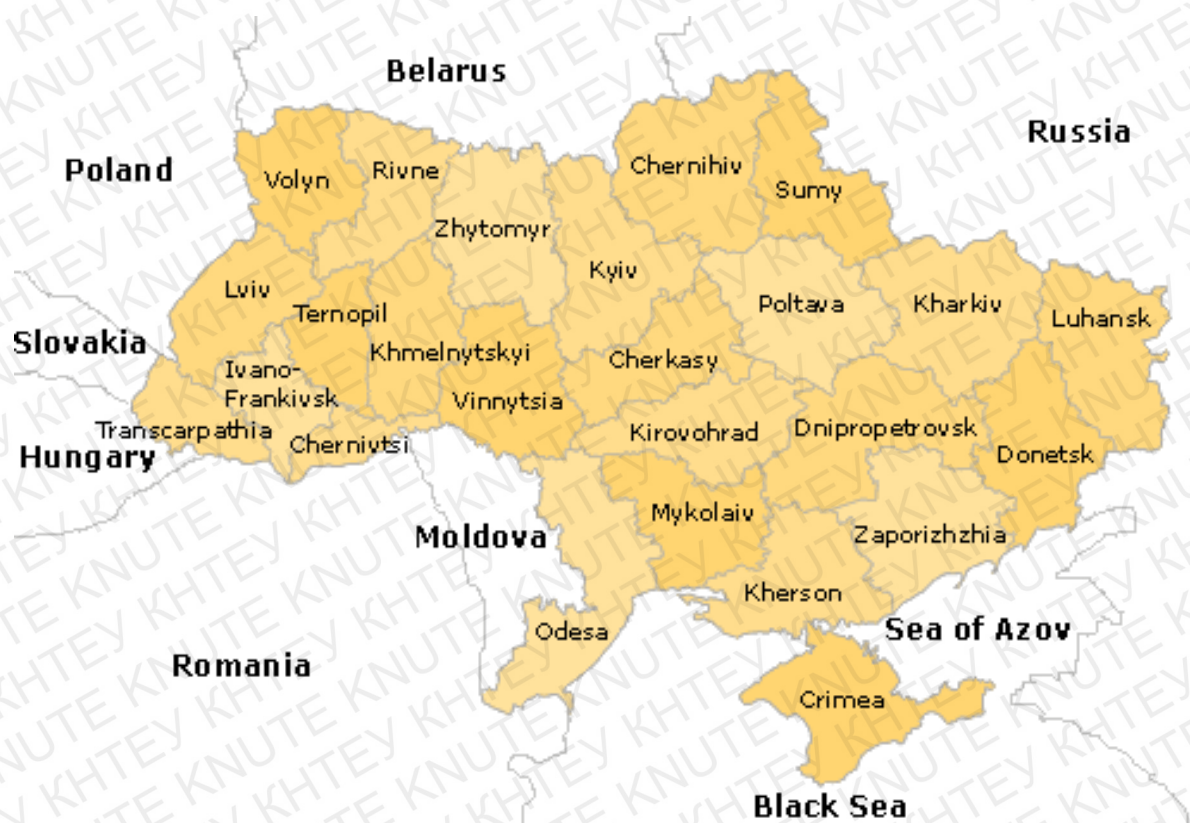 Belarus
Russia
Poland
Volyn
Rivne
Chernihiv
Sumy
Zhytomyr
Kyiv
Lviv
Ternopil
Poltava
Kharkiv
Luhansk
Slovakia
Khmelnytskyi
Cherkasy
Ivano-
Frankivsk
Vinnytsia
Transcarpathia
Chernivtsi
Kirovohrad
Dnipropetrovsk
Donetsk
Hungary
Mykolaiv
Moldova
Zaporizhzhia
Kherson
Odesa
Sea of Azov
Romania
Crimea
Black Sea
KNUTE КНТЕУ